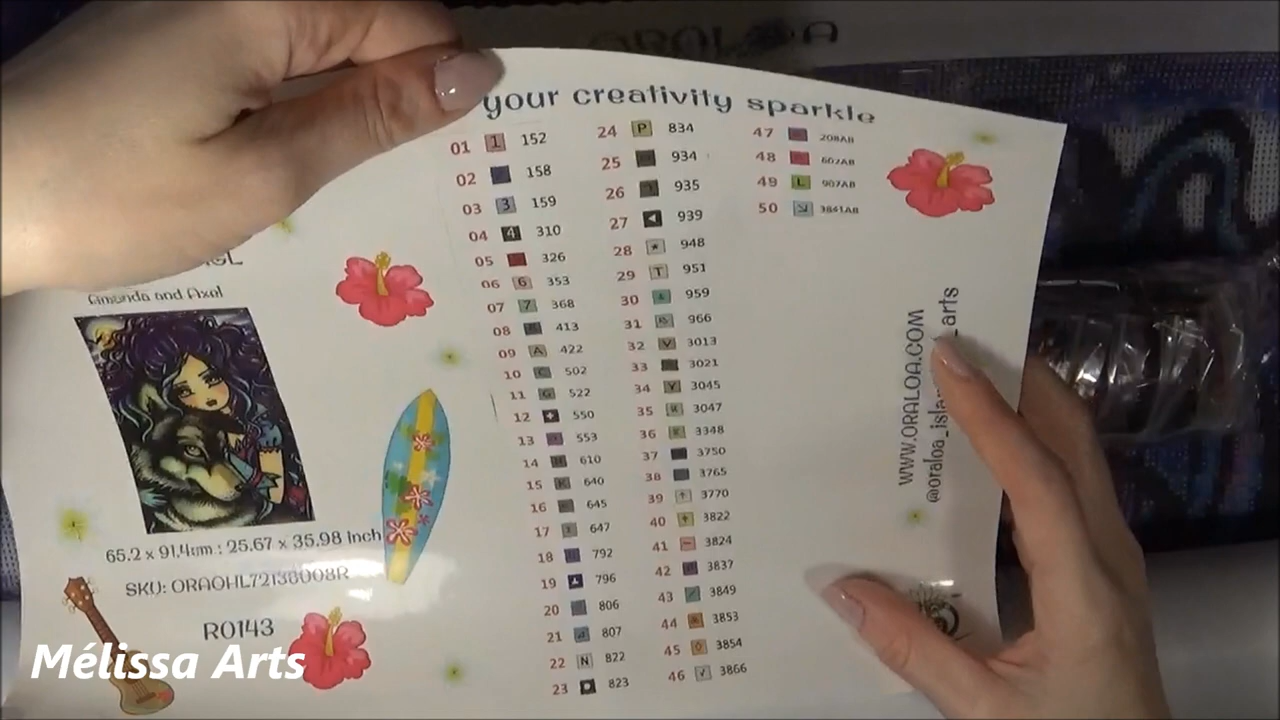 ORALOA
your creativity sparkle
Amanda and Axel
65.2 x 91.4cm : 25.67 x 35.98 Inch
SKU: ORAOHL72136008R
R0143
01 1 152
02 158
03 3 159
04 4 310
05 326
06 6 353
07 7 368
08 413
09 A 422
10 C 502
11 G 522
12 550
13 553
14 H 610
15 K 640
16 645
17 647
18 792
19 796
20 806
21 807
22 N 822
23 823
24 P 834
25 934
26 935
27 939
28 948
29 T 951
30 959
31 966
32 V 3013
33 3021
34 Y 3045
35 3047
36 3348
37 3750
38 3765
39 3770
40 3822
41 3824
42 3837
43 3849
44 3853
45 3854
46 3866
47 208AB
48 602AB
49 L 907AB
50 3841AB
WWW.ORALOA.COM
Mélissa Arts